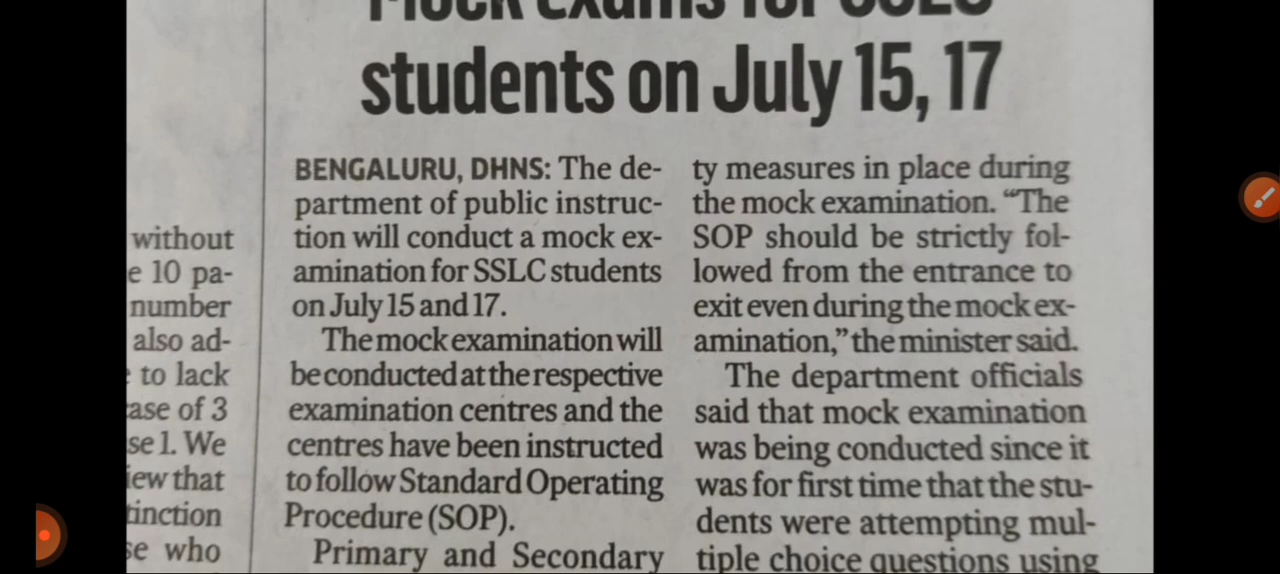 Mock exams for SSLC
students on July 15, 17
without
e 10 pa-
number
also ad-
to lack
ase of 3
se 1. We
iew that
tinction
se who
BENGALURU, DHNS: The de-
partment of public instruc-
tion will conduct a mock ex-
amination for SSLC students
on July 15 and 17.
The mock examination will
be conducted at the respective
examination centres and the
centres have been instructed
to follow Standard Operating
Procedure (SOP).
Primary and Secondary
ty measures in place during
the mock examination. “The
SOP should be strictly fol-
lowed from the entrance to
exit even during the mock ex-
amination,” the minister said.
The department officials
said that mock examination
was being conducted since it
was for first time that the stu-
dents were attempting mul-
tiple choice questions using